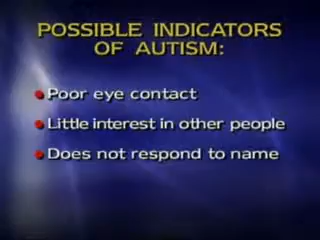 POSSIBLE INDICATORS
OF AUTISM:
Poor eye contact
Little interest in other people
Does not respond to name